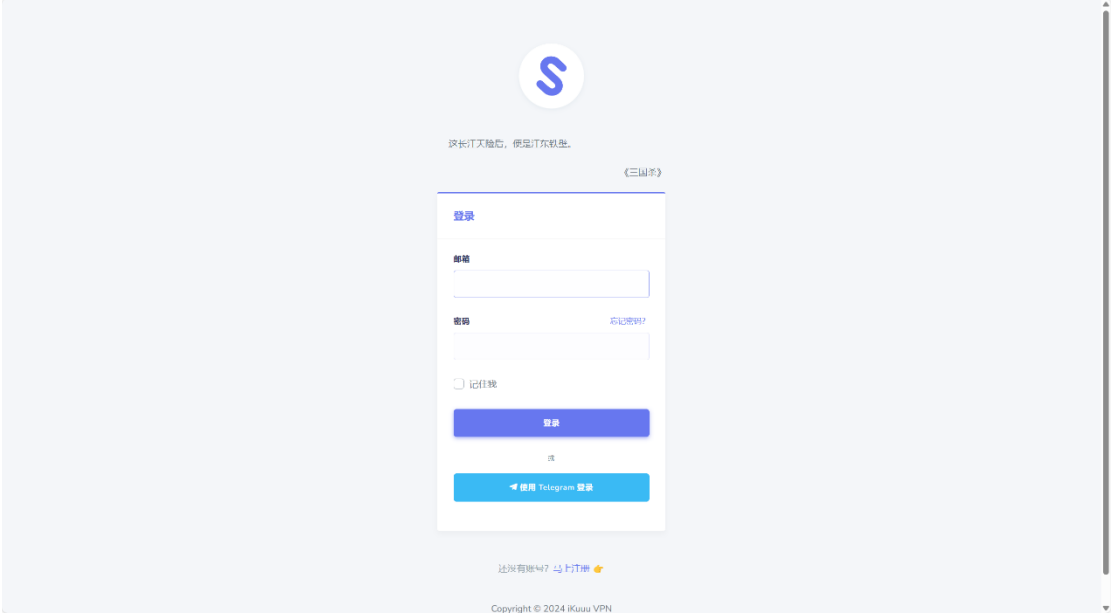 这长江天险后，便是江东铁壁。
《三国杀》
登录
邮箱
密码 忘记密码？
记住我
登录
或
使用 Telegram 登录
还没有账号？ 马上注册 👉
Copyright © 2024 iKuuu VPN